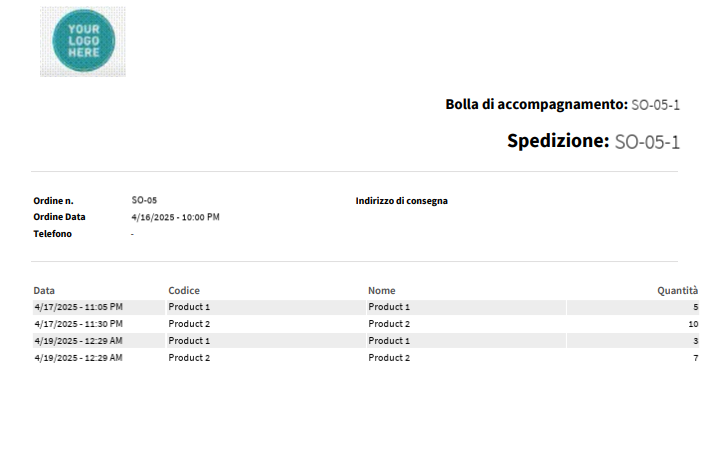 YOUR
LOGO
HERE
Bolla di accompagnamento: SO-05-1
Spedizione: SO-05-1
Ordine n. SO-05 Indirizzo di consegna
Ordine Data 4/16/2025 - 10:00 PM
Telefono -
Data Codice Nome Quantità
4/17/2025 - 11:05 PM Product 1 Product 1 5
4/17/2025 - 11:30 PM Product 2 Product 2 10
4/19/2025 - 12:29 AM Product 1 Product 1 3
4/19/2025 - 12:29 AM Product 2 Product 2 7